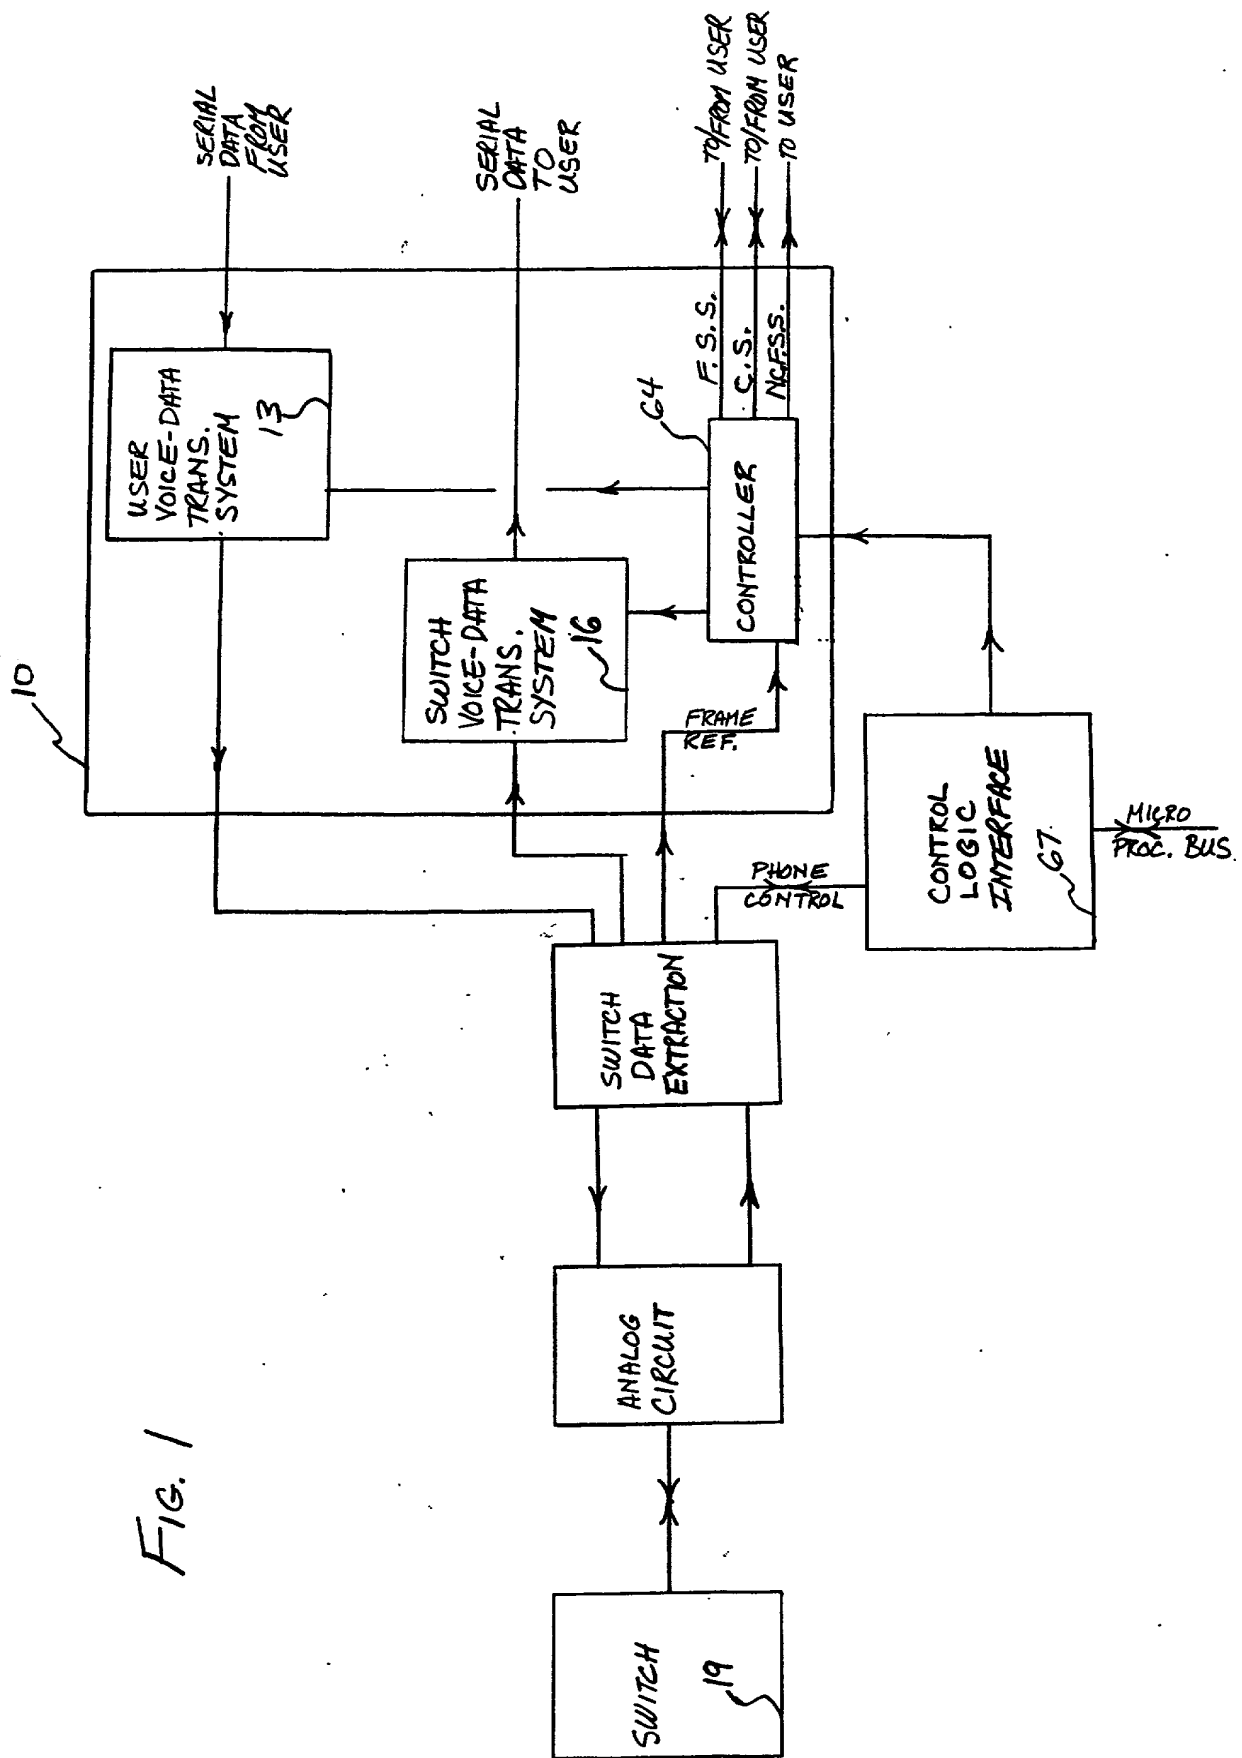 FIG. 1
10
USER
VOICE-DATA
TRANS.
SYSTEM
13
SERIAL
DATA
FROM
USER
SWITCH
VOICE-DATA
TRANS.
SYSTEM
16
SERIAL
DATA
TO
USER
CONTROLLER
64
F.S.S.
TO/FROM USER
C.S.
TO/FROM USER
N.G.F.S.S.
TO USER
FRAME
REF.
SWITCH
19
ANALOG
CIRCUIT
SWITCH
DATA
EXTRACTION
PHONE
CONTROL
CONTROL
LOGIC
INTERFACE
67
MICRO
PROC. BUS